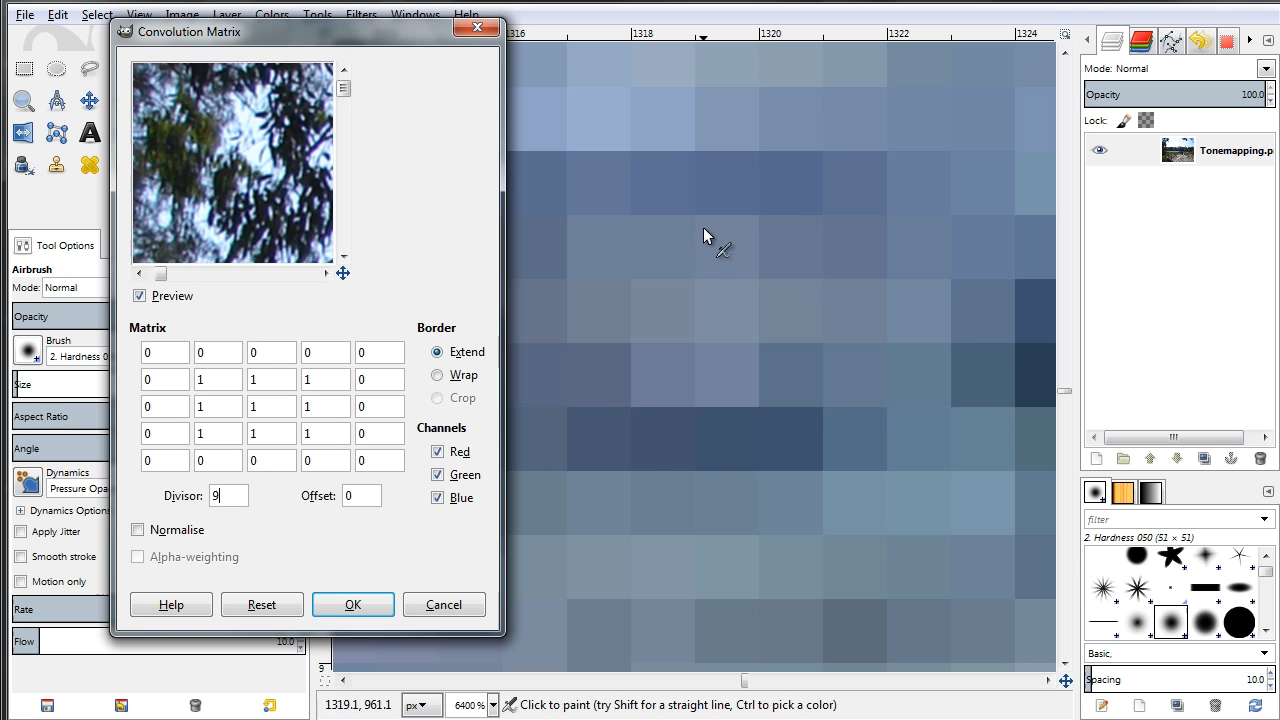 File Edit Select View Image Layer Colors Tools Filters Windows Help
Convolution Matrix
Preview
Matrix
0 0 0 0 0
0 1 1 1 0
0 1 1 1 0
0 1 1 1 0
0 0 0 0 0
Divisor: 9 Offset: 0
Normalise
Alpha-weighting
Border
Extend
Wrap
Crop
Channels
Red
Green
Blue
Help Reset OK Cancel
Tool Options
Airbrush
Mode: Normal
Opacity
Brush
2. Hardness 0
Size
Aspect Ratio
Angle
Dynamics
Pressure Opa
Dynamics Options
Apply Jitter
Smooth stroke
Motion only
Rate
Flow 10.0
1316 1318 1320 1322 1324
9
1319.1, 961.1 px 6400 % Click to paint (try Shift for a straight line, Ctrl to pick a color)
Mode: Normal
Opacity 100.0
Lock:
Tonemapping.p
filter
2. Hardness 050 (51 × 51)
Basic,
Spacing 10.0